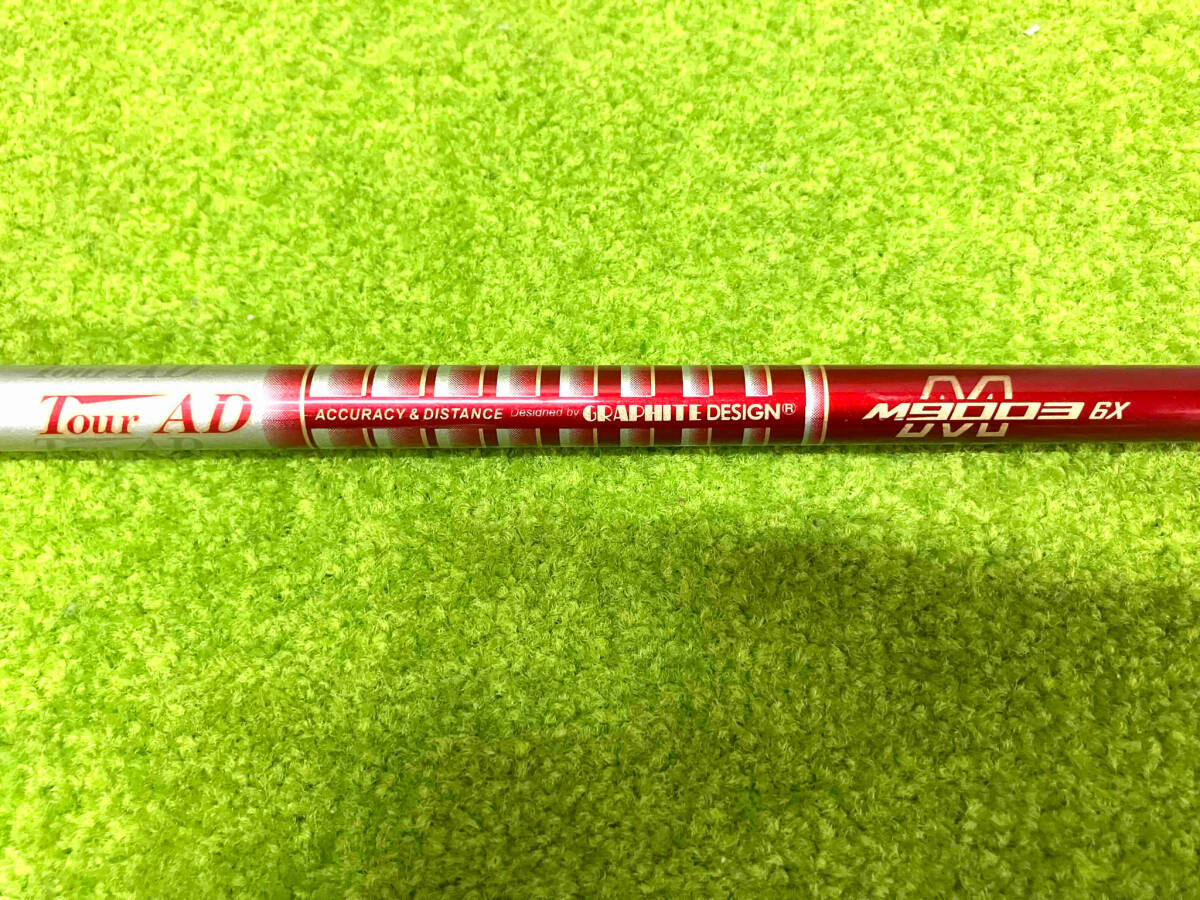 Tour AD
ACCURACY & DISTANCE Designed by GRAPHITE DESIGN®
M9003 6X